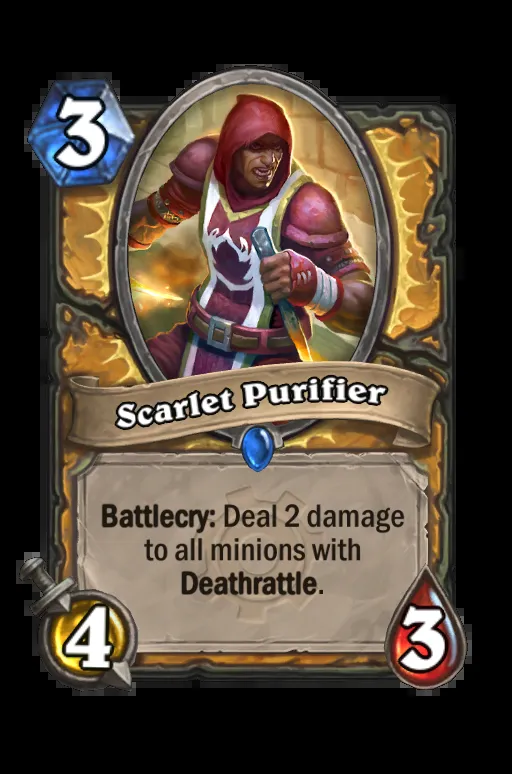 3
Scarlet Purifier
Battlecry: Deal 2 damage
to all minions with
Deathrattle.
4
3